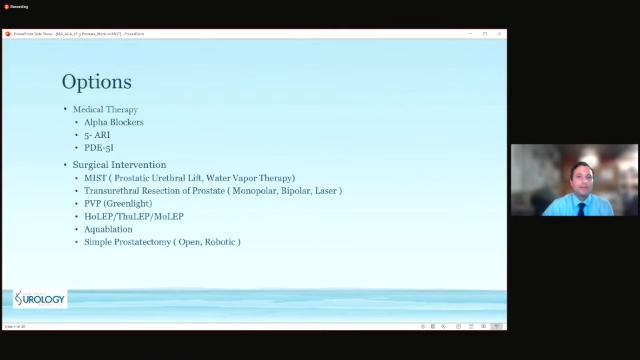 Recording
Options
• Medical Therapy
• Alpha Blockers
• 5- ARI
• PDE-5I
• Surgical Intervention
• MIST ( Prostatic Urethral Lift, Water Vapor Therapy)
• Transurethral Resection of Prostate ( Monopolar, Bipolar, Laser )
• PVP (Greenlight)
• HoLEP/ThuLEP/MoLEP
• Aquablation
• Simple Prostatectomy ( Open, Robotic )
UROLOGY